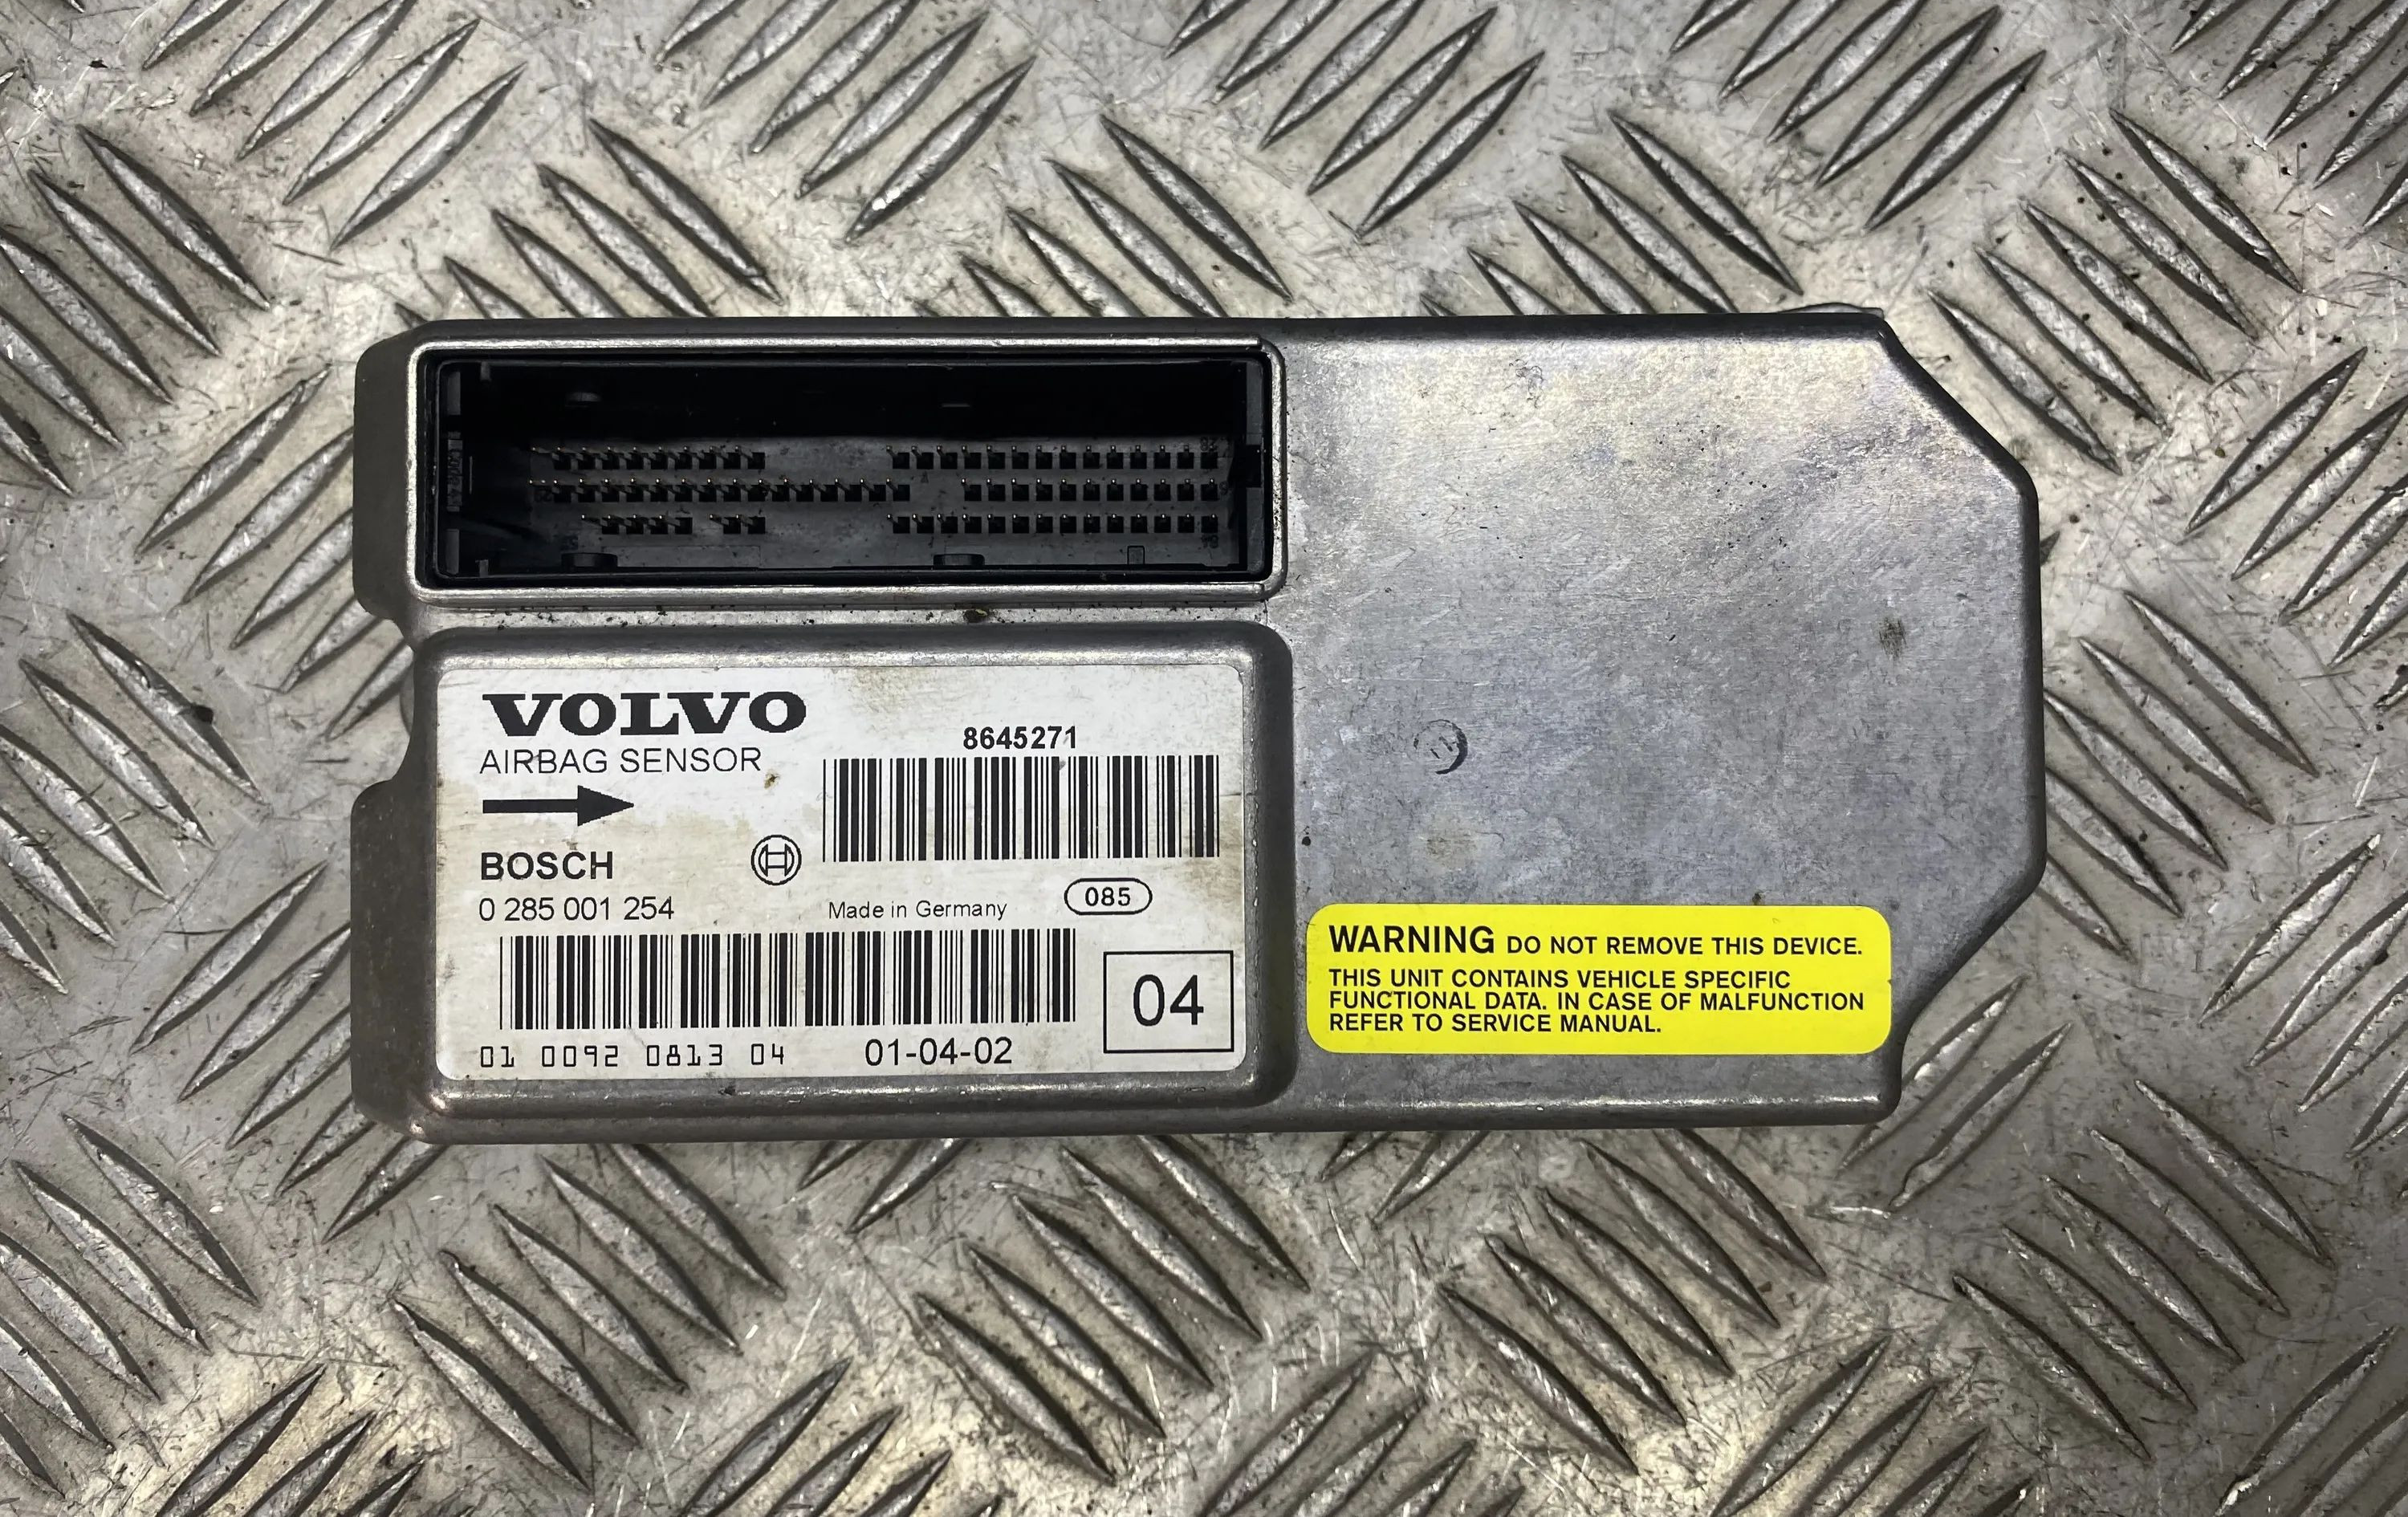 VOLVO
AIRBAG SENSOR
8645271
BOSCH
0 285 001 254
Made in Germany
085
04
01 0092 0813 04
01-04-02
WARNING DO NOT REMOVE THIS DEVICE.
THIS UNIT CONTAINS VEHICLE SPECIFIC
FUNCTIONAL DATA. IN CASE OF MALFUNCTION
REFER TO SERVICE MANUAL.